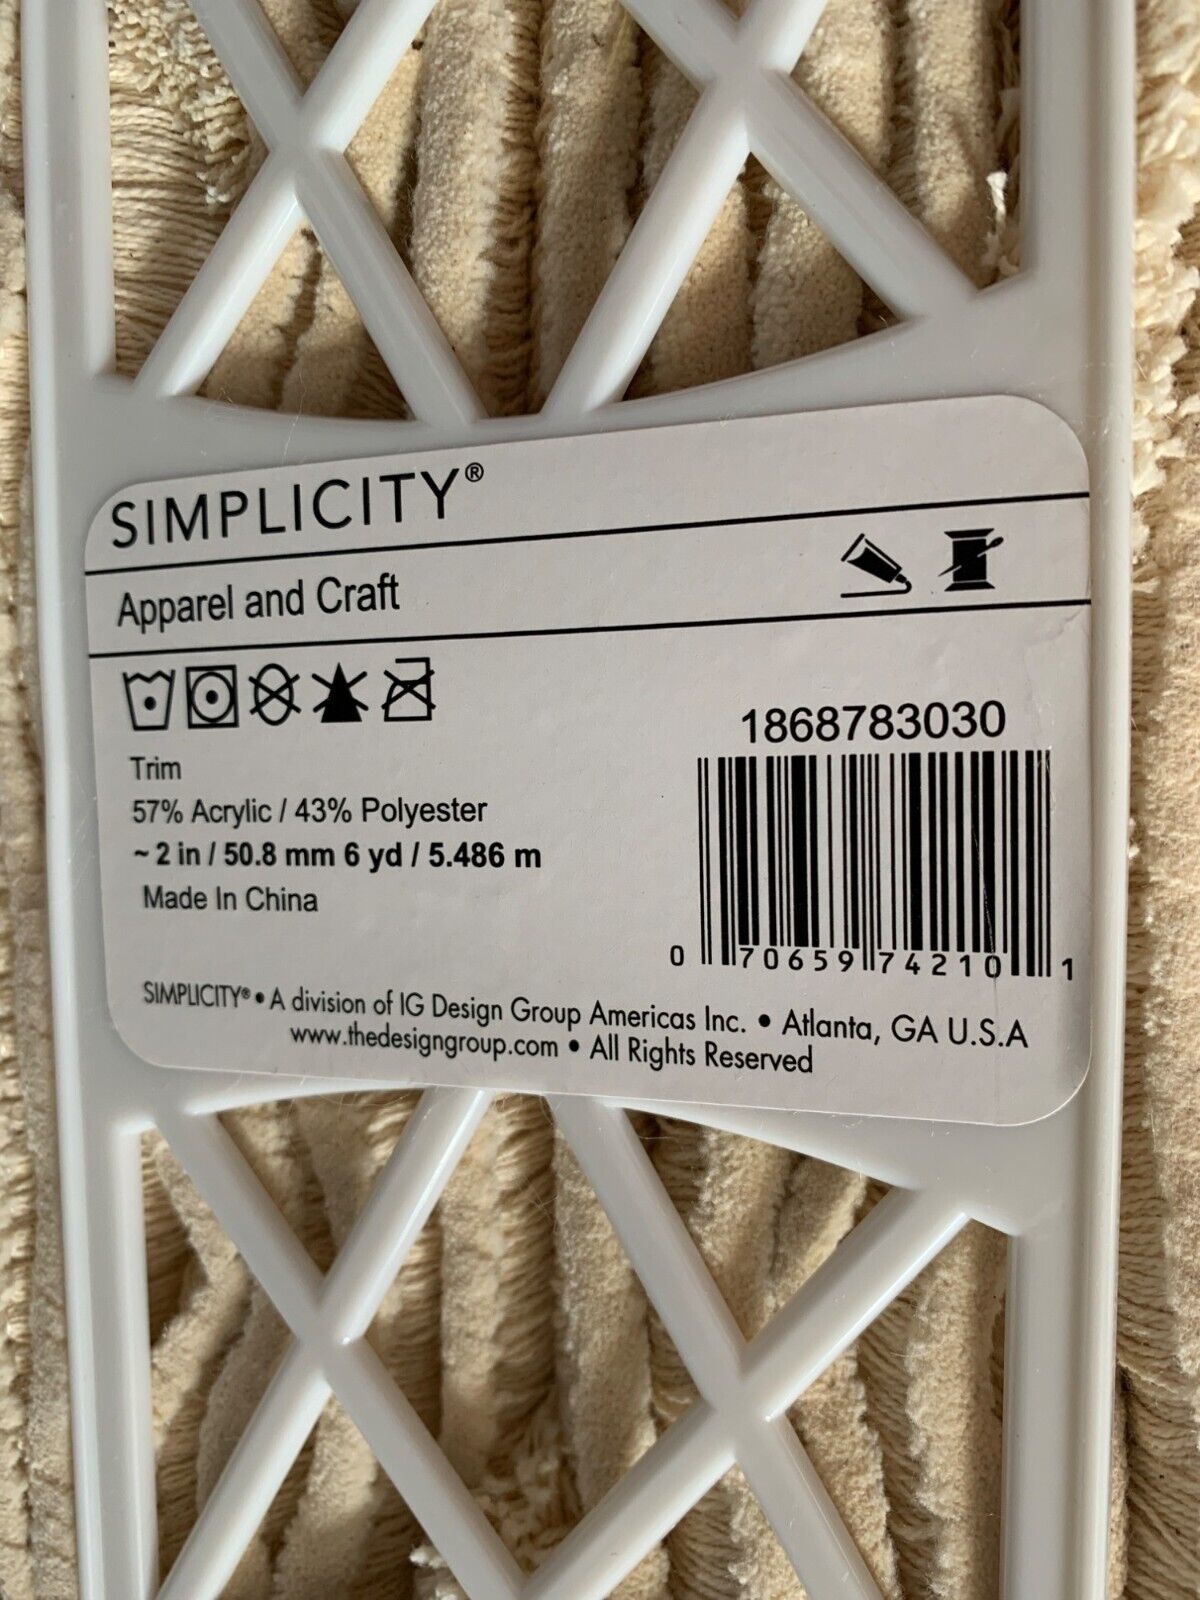 SIMPLICITY®
Apparel and Craft
Trim
57% Acrylic / 43% Polyester
~ 2 in / 50.8 mm 6 yd / 5.486 m
Made In China
1868783030
0 70659 74210 1
SIMPLICITY® • A division of IG Design Group Americas Inc. • Atlanta, GA U.S.A
www.thedesigngroup.com • All Rights Reserved